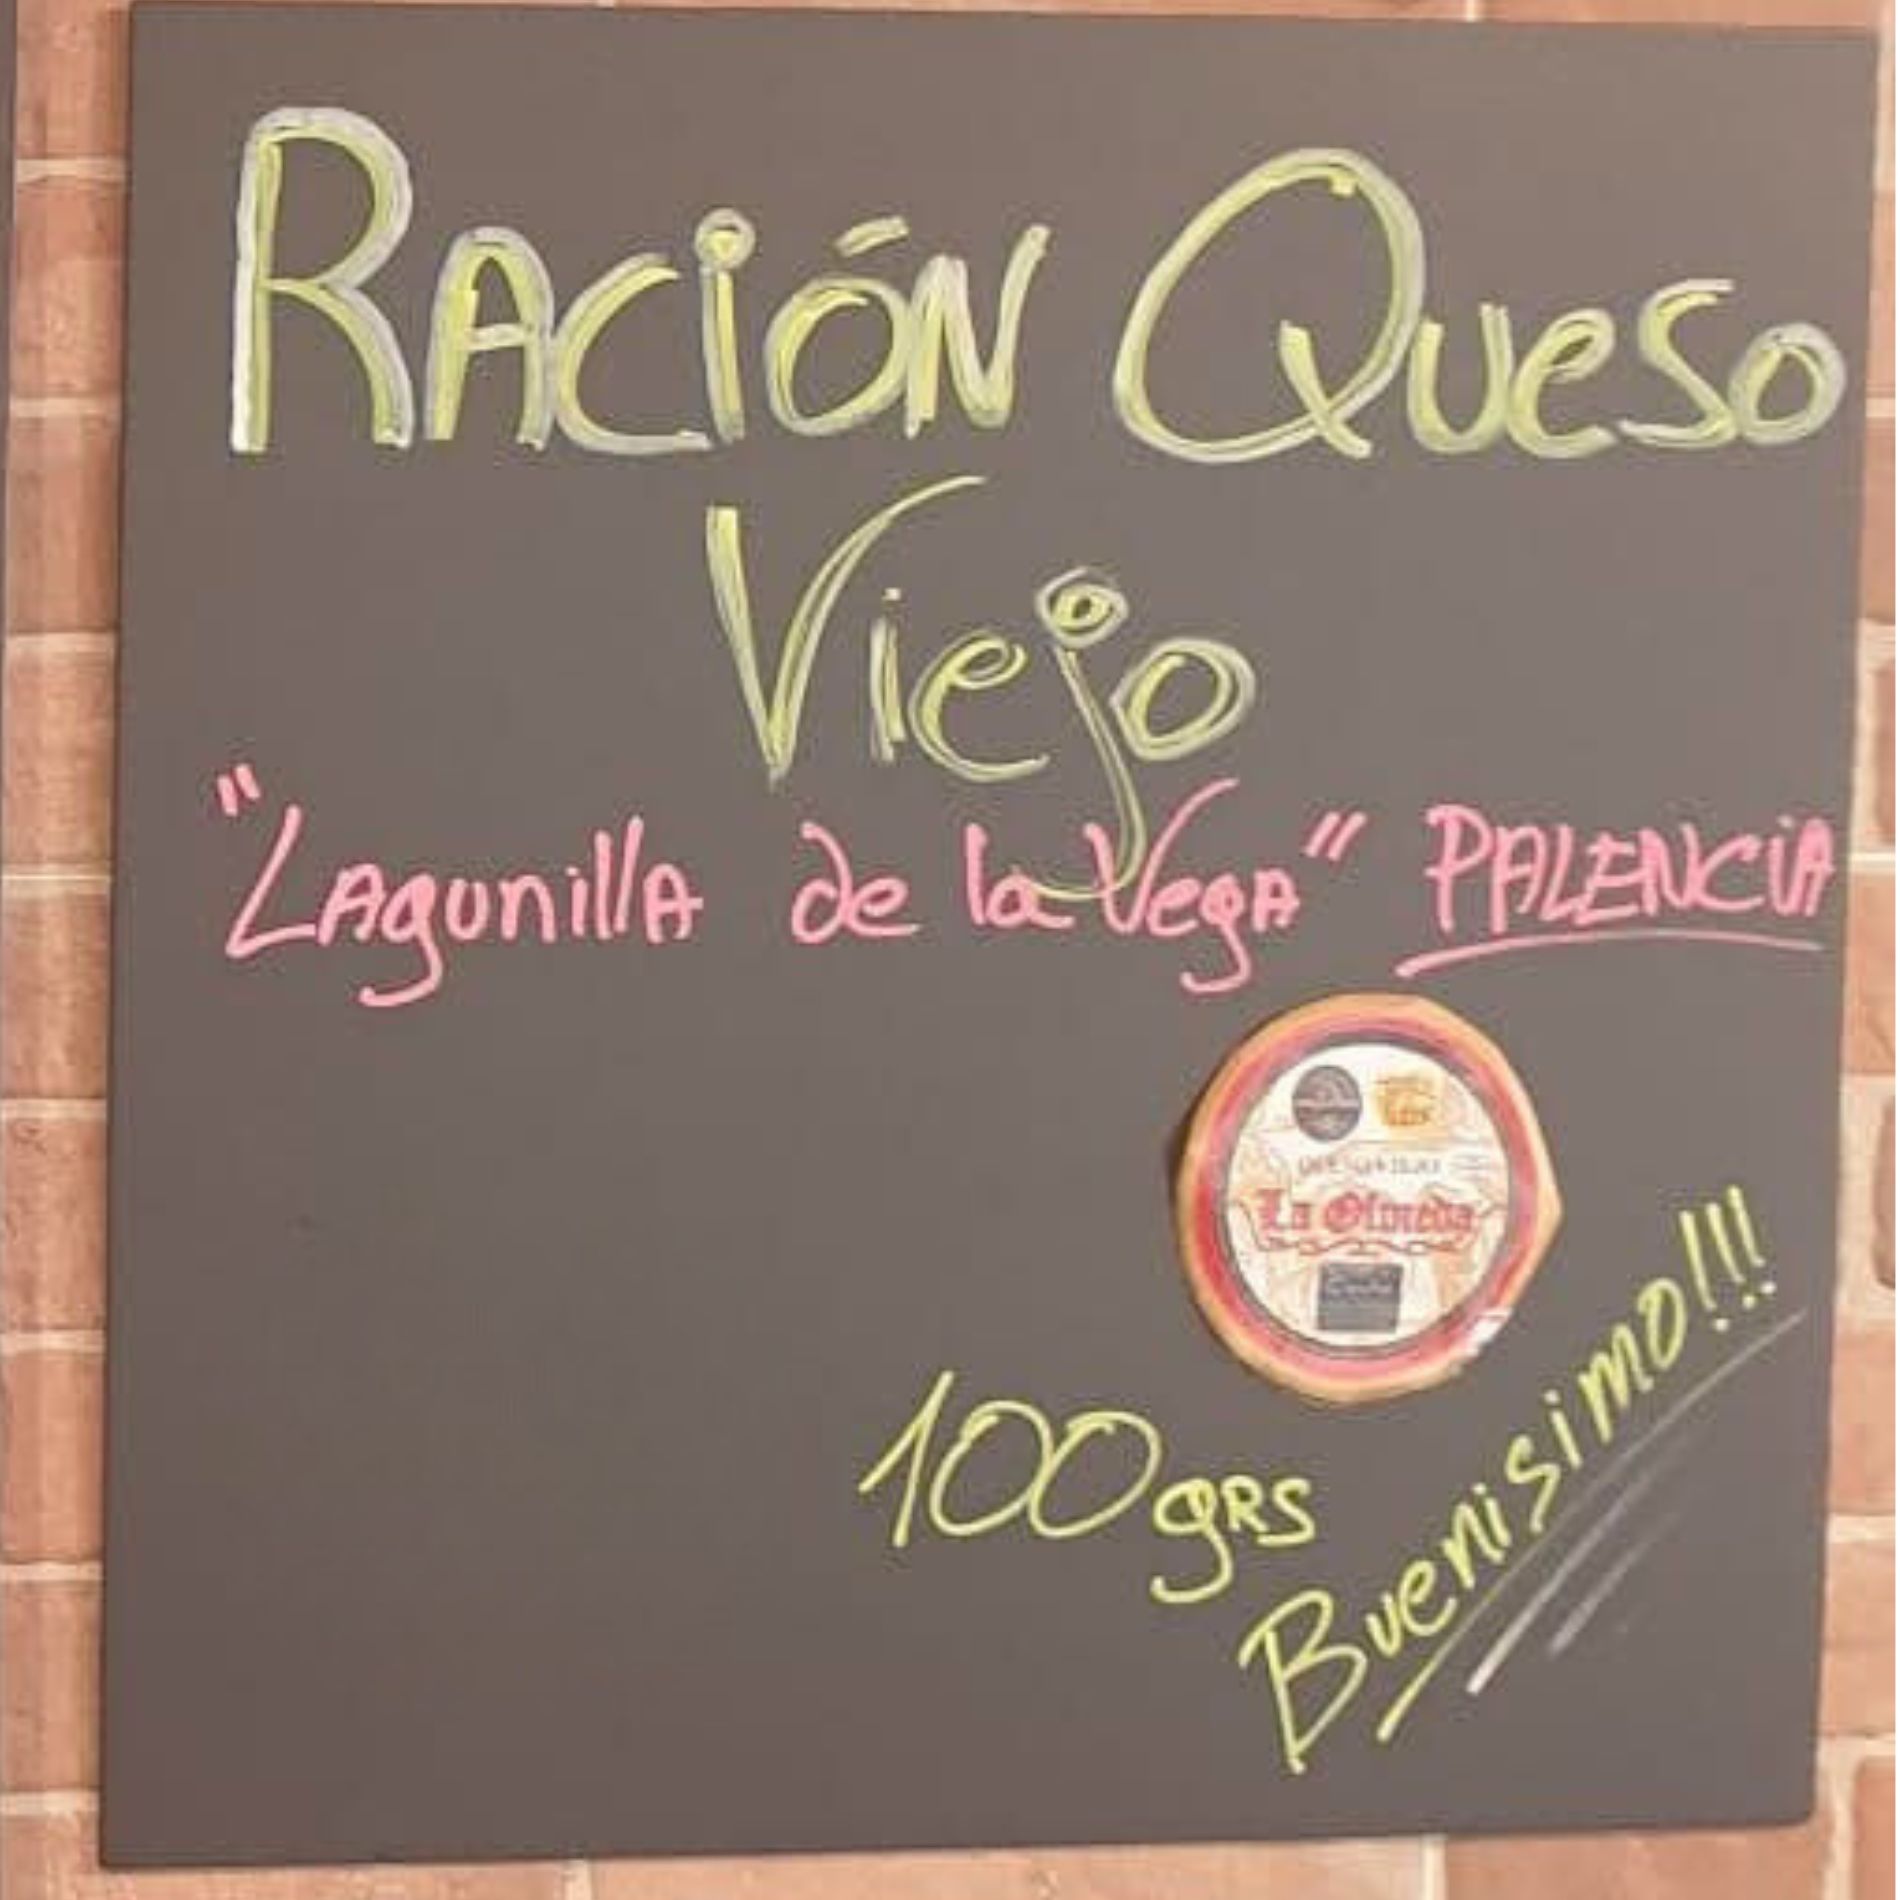 RACIÓN QUESO
Viejo
"LAgunillA de la VegA" PALENCiA
La Olmeda
100 gRS
Buenisimo!!!